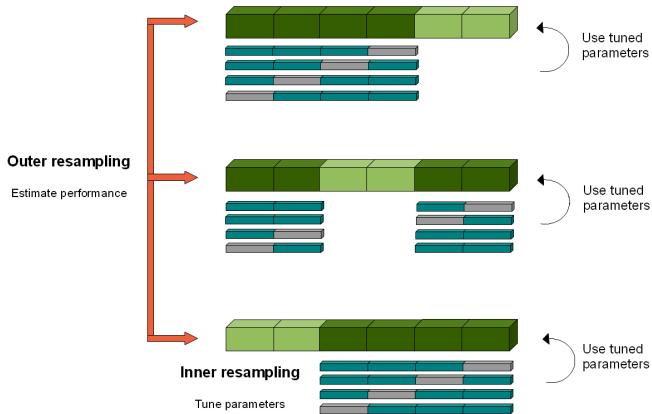 Use tuned
parameters
Outer resampling
Estimate performance
Use tuned
parameters
Inner resampling
Tune parameters
Use tuned
parameters